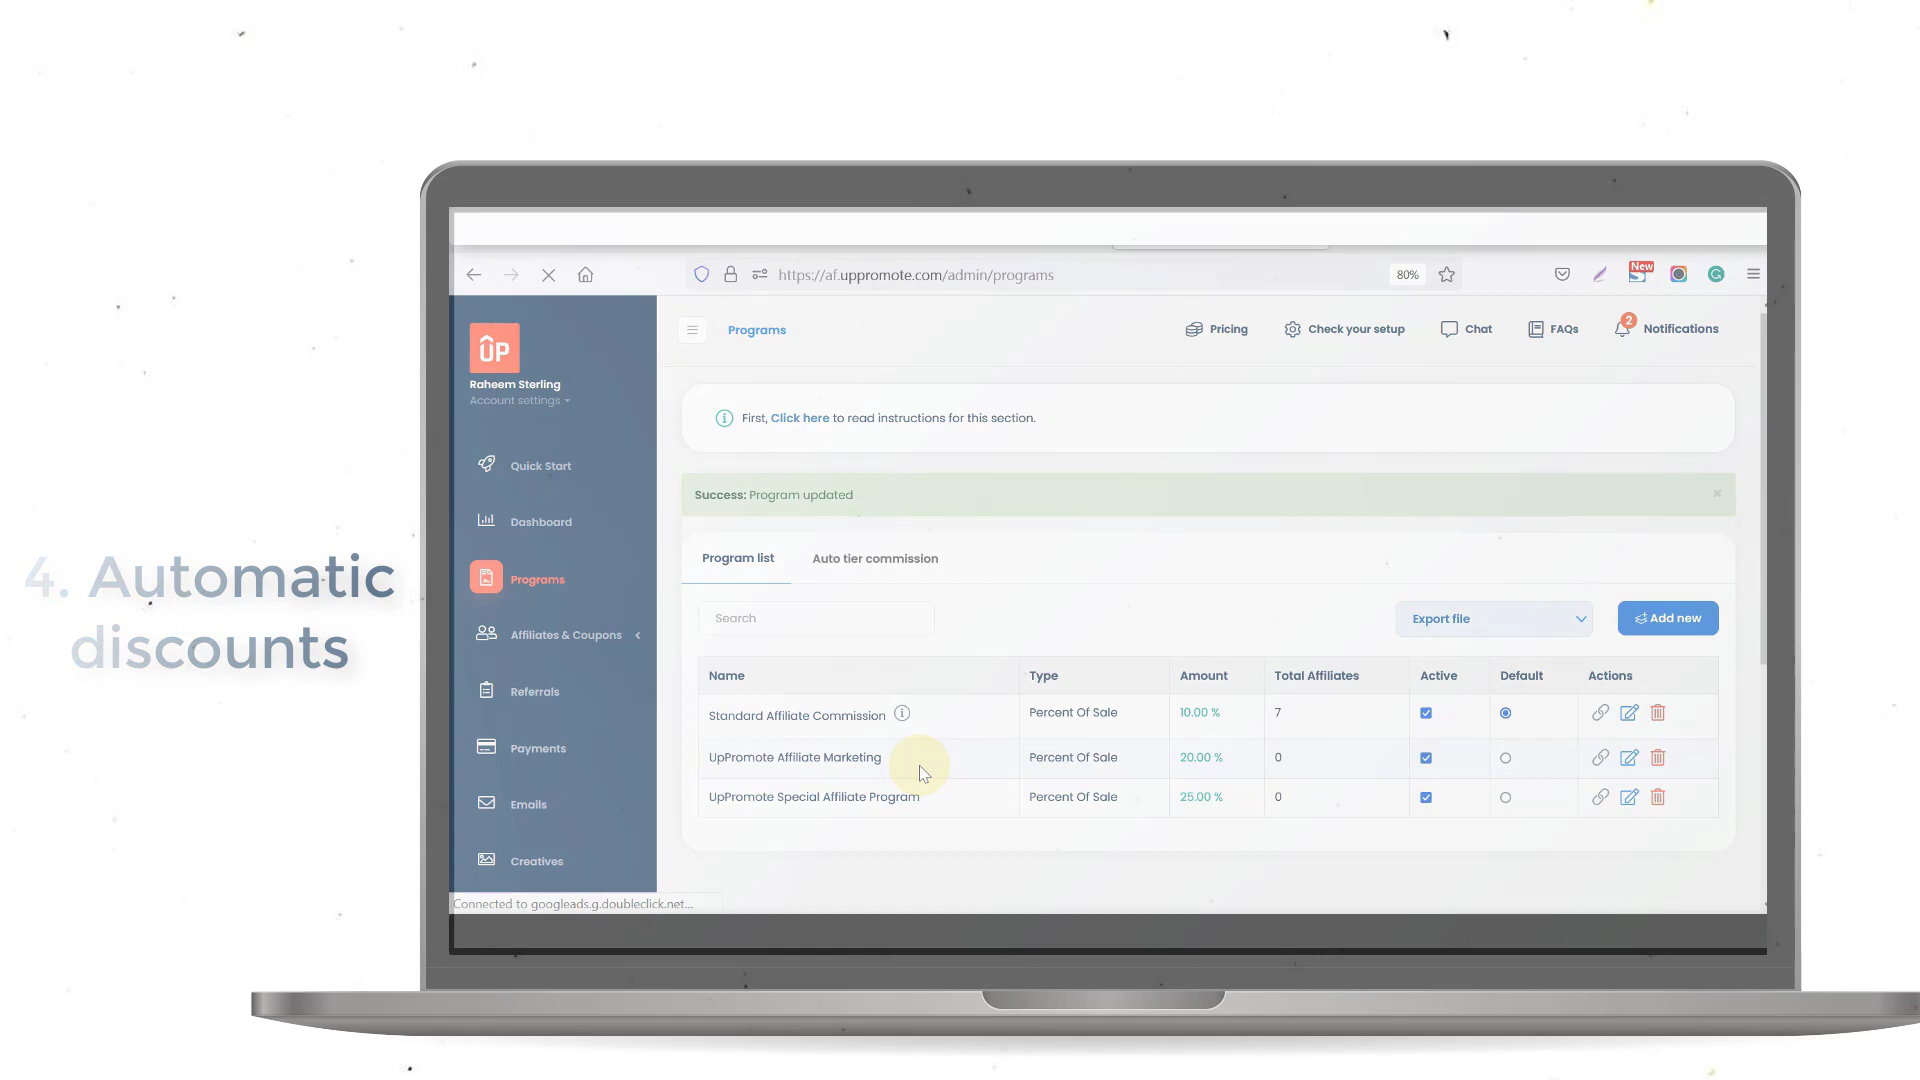 4. Automatic
discounts
https://af.uppromote.com/admin/programs
80%
New
UP
Raheem Sterling
Account settings
Quick Start
Dashboard
Programs
Affiliates & Coupons
Referrals
Payments
Emails
Creatives
Programs
Pricing
Check your setup
Chat
FAQs
2
Notifications
First, Click here to read instructions for this section.
Success: Program updated
×
Program list
Auto tier commission
Search
Export file
Add new
Name Type Amount Total Affiliates Active Default Actions
Standard Affiliate Commission Percent Of Sale 10.00 % 7
UpPromote Affiliate Marketing Percent Of Sale 20.00 % 0
UpPromote Special Affiliate Program Percent Of Sale 25.00 % 0
Connected to googleads.g.doubleclick.net...